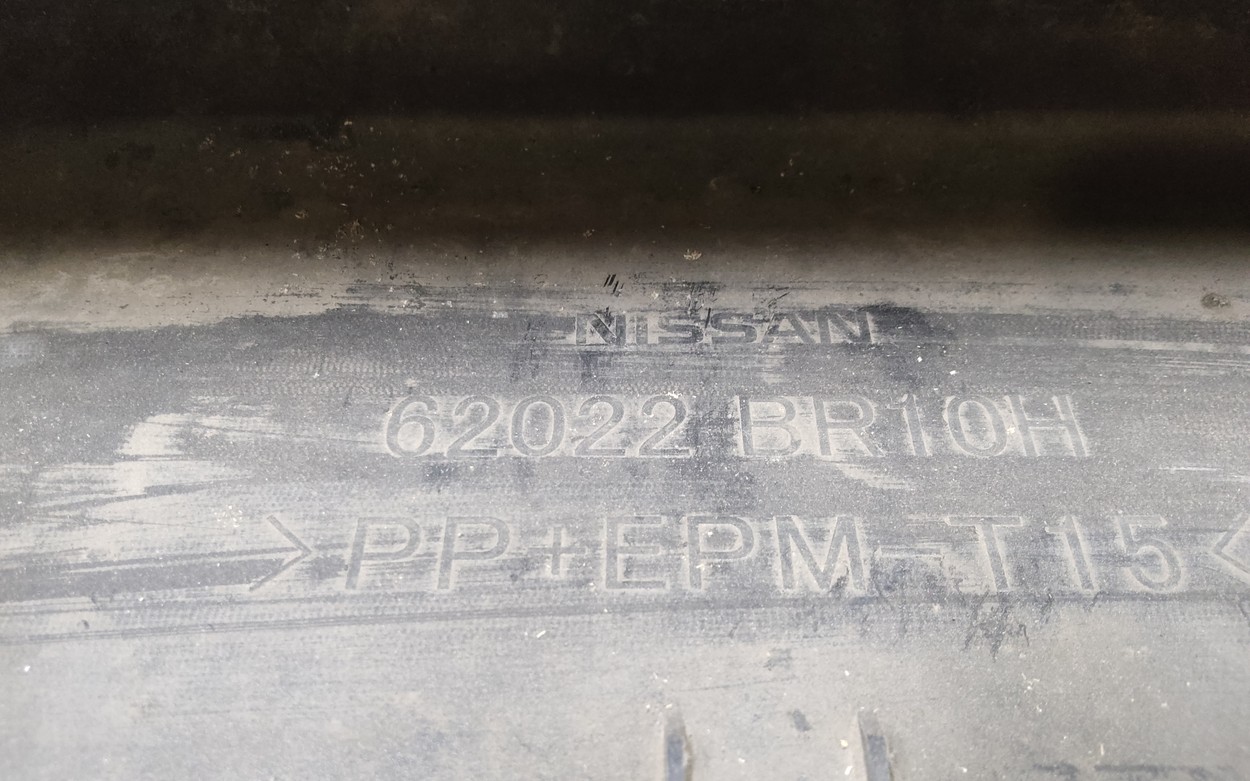 NISSAN
62022 BR10H
>PP+EPM-T15<